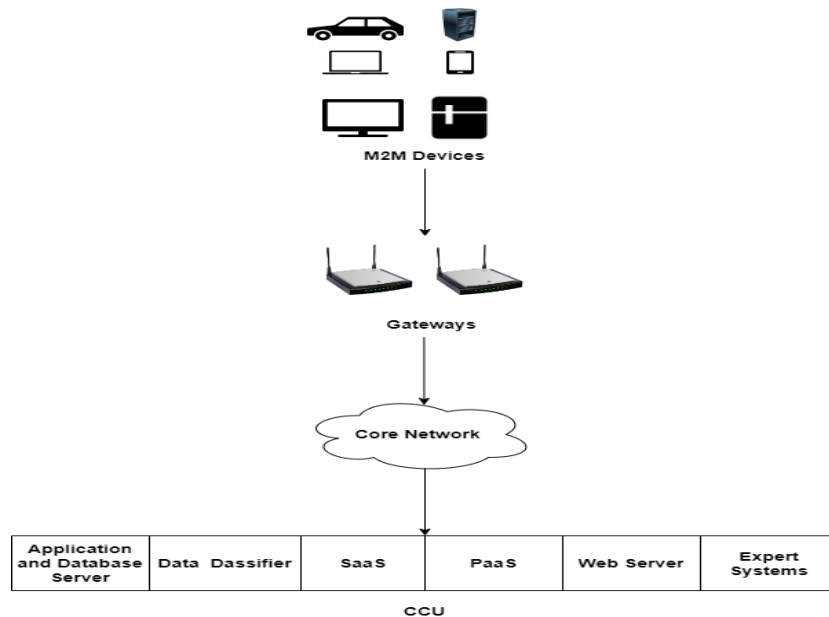 M2M Devices
Gateways
Core Network
Application
and Database
Server
Data Dassifier
SaaS
PaaS
Web Server
Expert
Systems
CCU